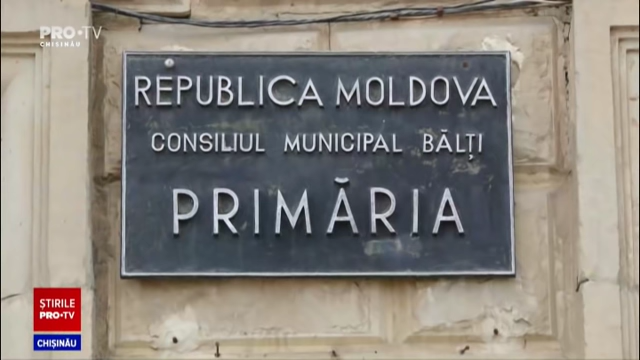 PRO•TV
CHIȘINĂU
REPUBLICA MOLDOVA
CONSILIUL MUNICIPAL BĂLȚI
PRIMĂRIA
ȘTIRILE
PRO•TV
CHIȘINĂU